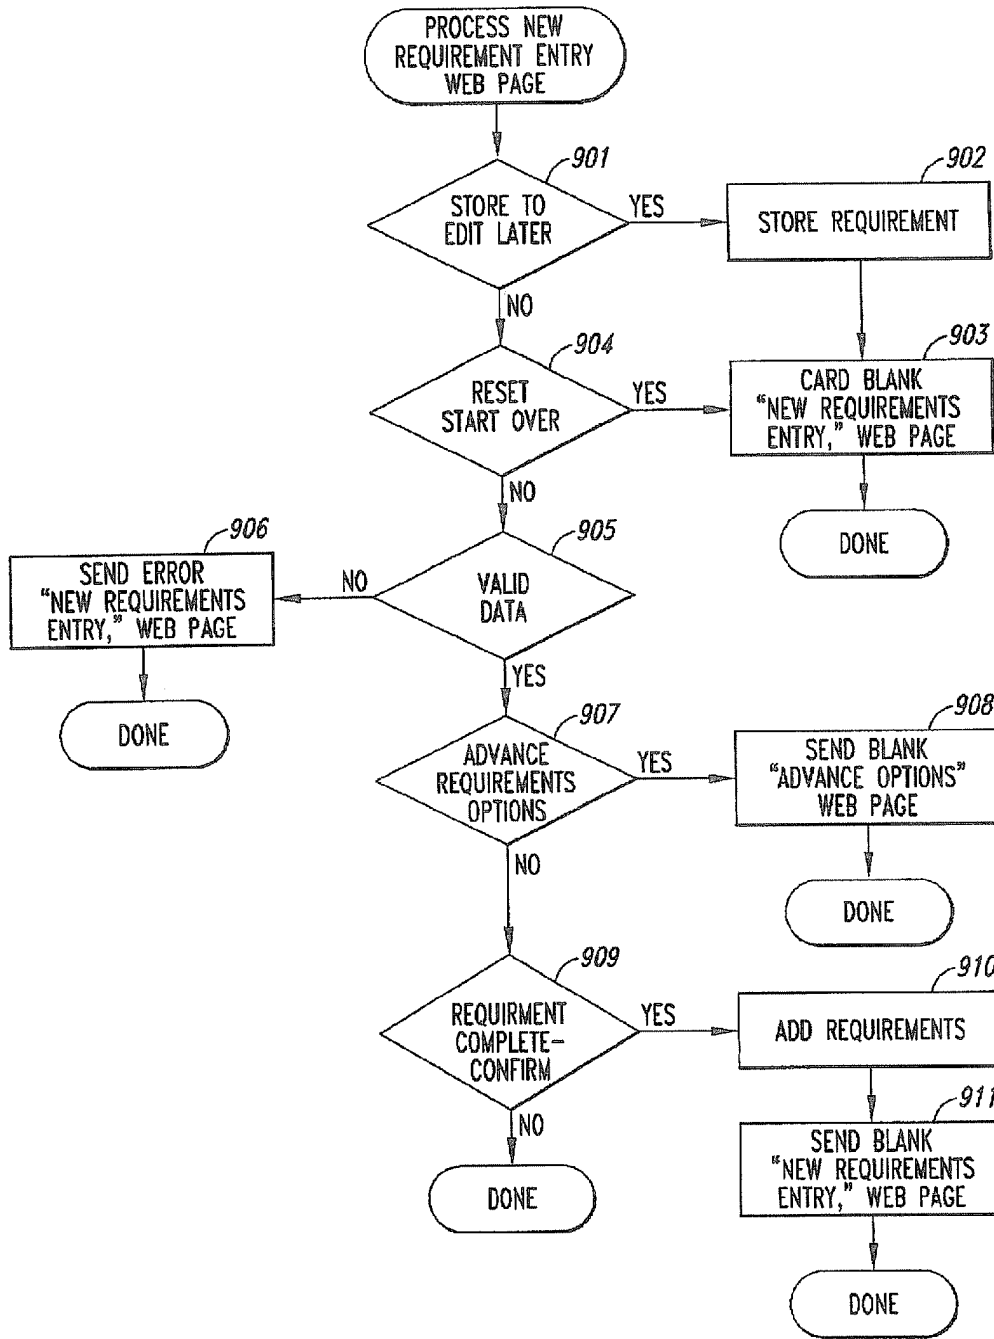 PROCESS NEW
REQUIREMENT ENTRY
WEB PAGE
901
STORE TO
EDIT LATER
YES
902
STORE REQUIREMENT
NO
904
RESET
START OVER
YES
903
CARD BLANK
“NEW REQUIREMENTS
ENTRY,” WEB PAGE
NO
DONE
905
VALID
DATA
NO
906
SEND ERROR
“NEW REQUIREMENTS
ENTRY,” WEB PAGE
DONE
YES
907
ADVANCE
REQUIREMENTS
OPTIONS
YES
908
SEND BLANK
“ADVANCE OPTIONS”
WEB PAGE
DONE
NO
909
REQUIRMENT
COMPLETE-
CONFIRM
YES
910
ADD REQUIREMENTS
911
SEND BLANK
“NEW REQUIREMENTS
ENTRY,” WEB PAGE
NO
DONE
DONE